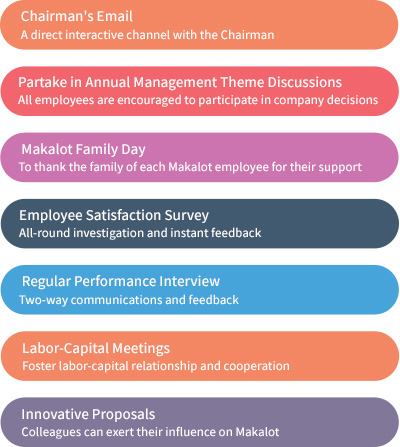 Chairman's Email
A direct interactive channel with the Chairman
Partake in Annual Management Theme Discussions
All employees are encouraged to participate in company decisions
Makalot Family Day
To thank the family of each Makalot employee for their support
Employee Satisfaction Survey
All-round investigation and instant feedback
Regular Performance Interview
Two-way communications and feedback
Labor-Capital Meetings
Foster labor-capital relationship and cooperation
Innovative Proposals
Colleagues can exert their influence on Makalot